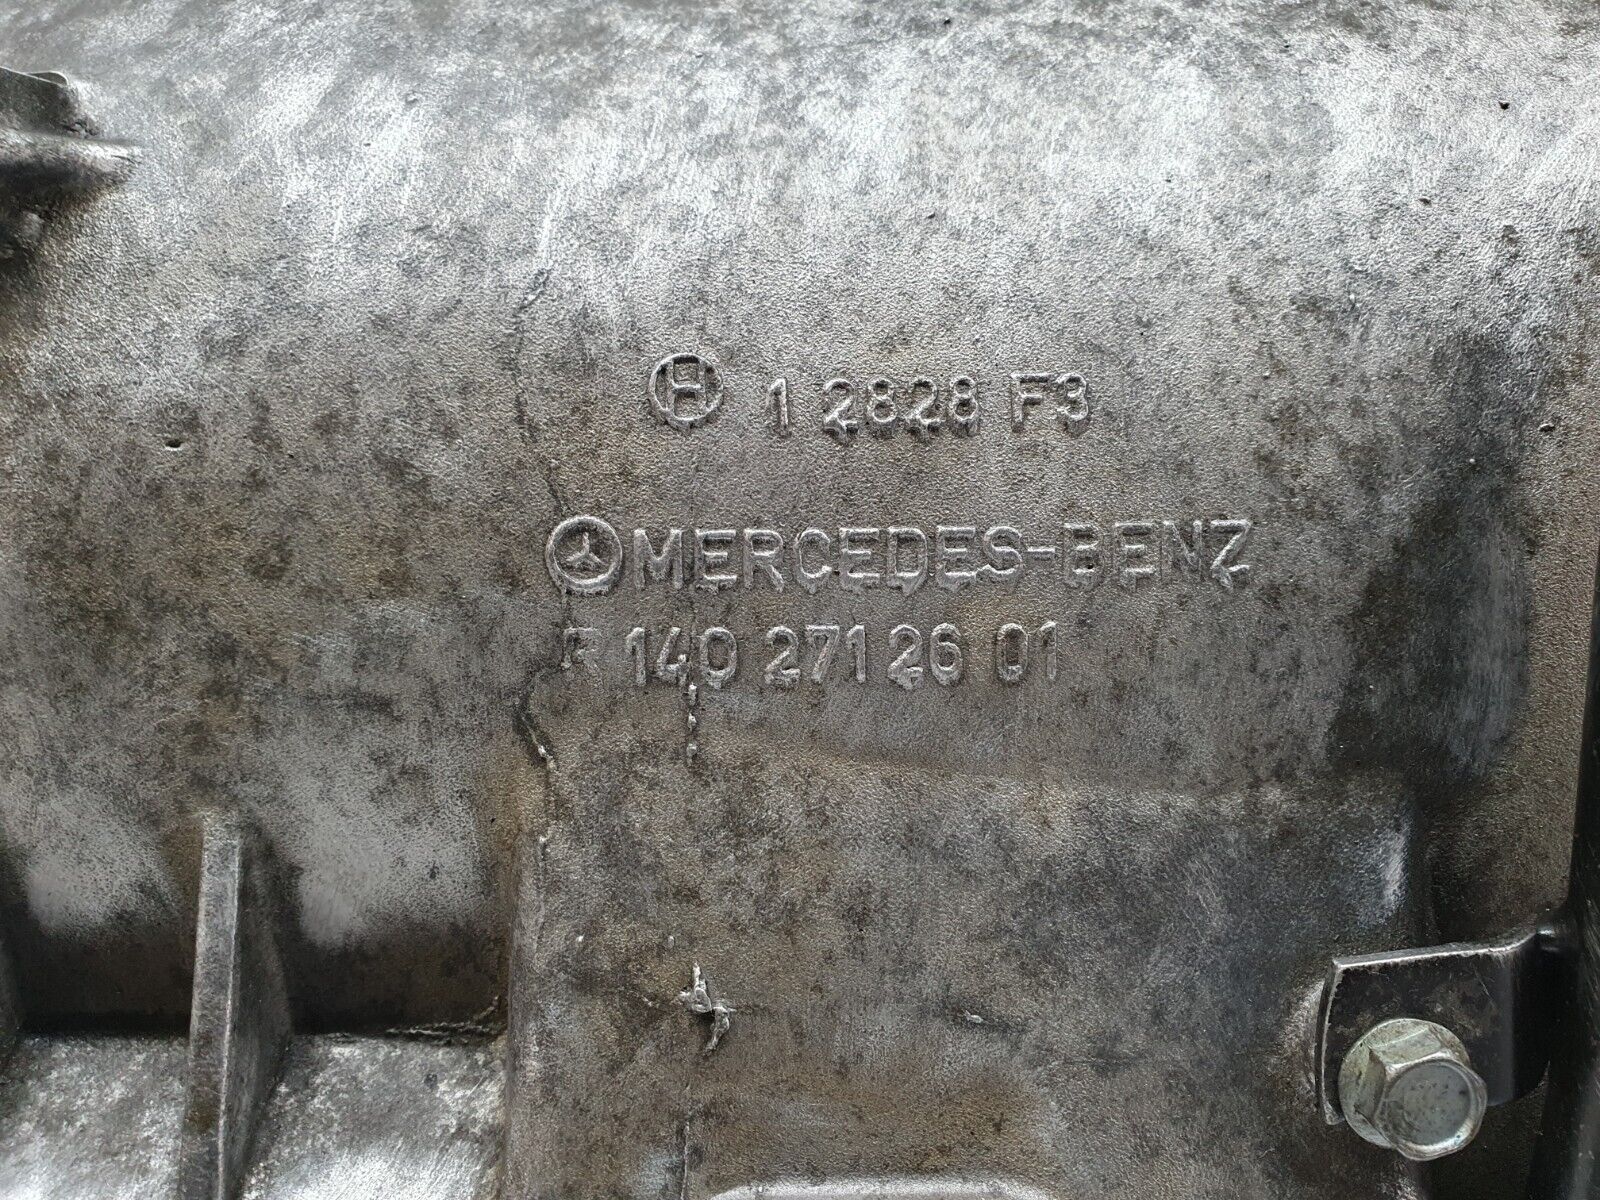 H 1 2828 F3
MERCEDES-BENZ
R 140 271 26 01